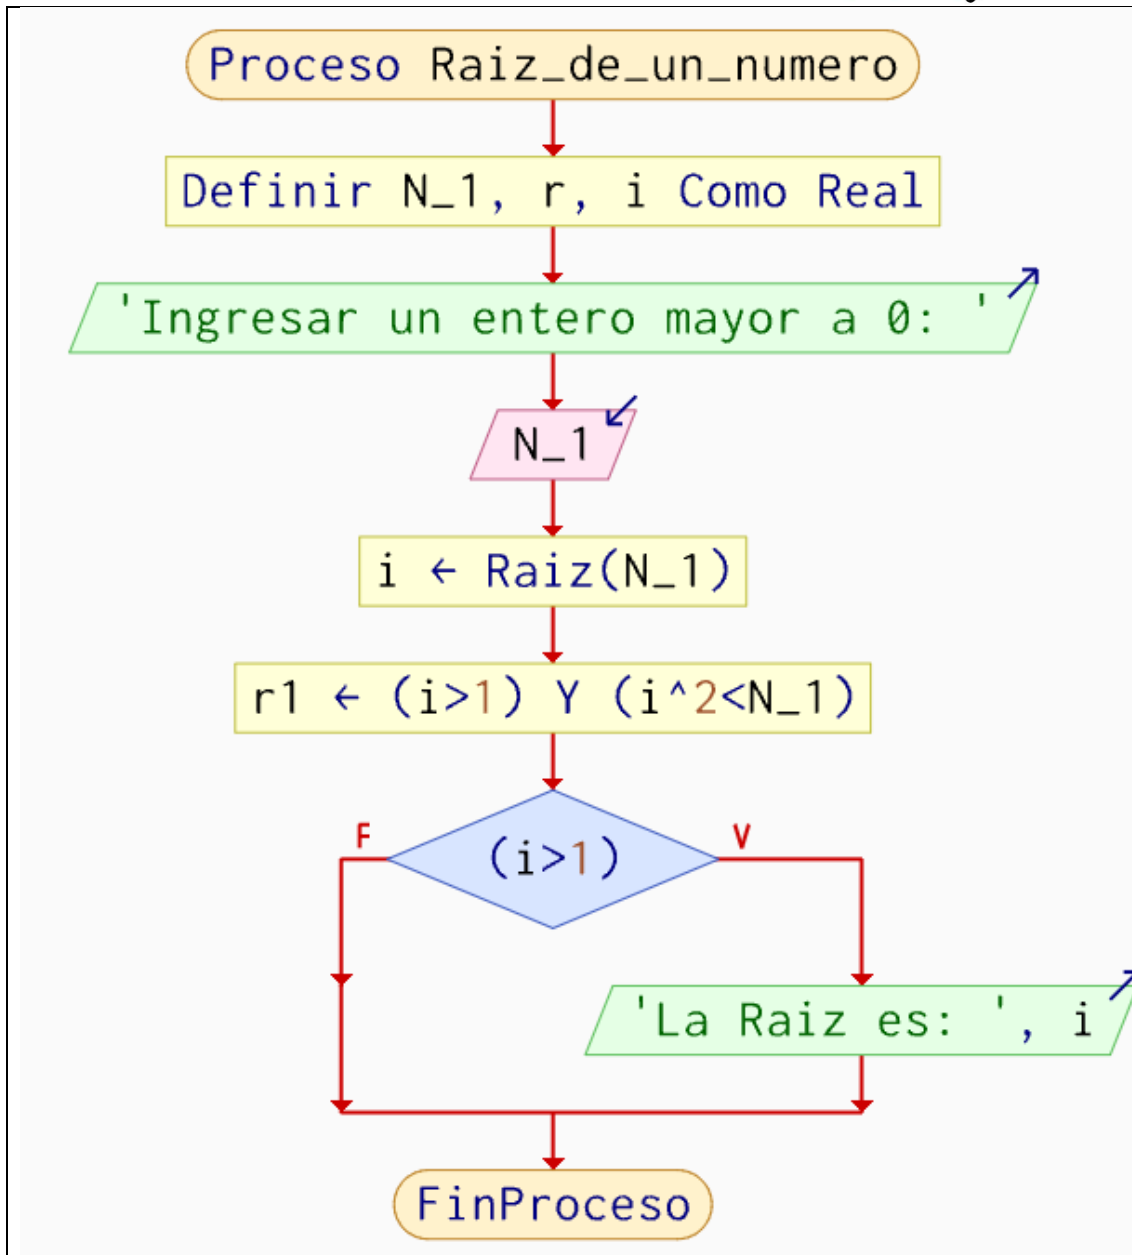 Proceso Raiz_de_un_numero
Definir N_1, r, i Como Real
'Ingresar un entero mayor a 0: '
N_1
i ← Raiz(N_1)
r1 ← (i>1) Y (i^2<N_1)
F
(i>1)
V
'La Raiz es: ', i
FinProceso